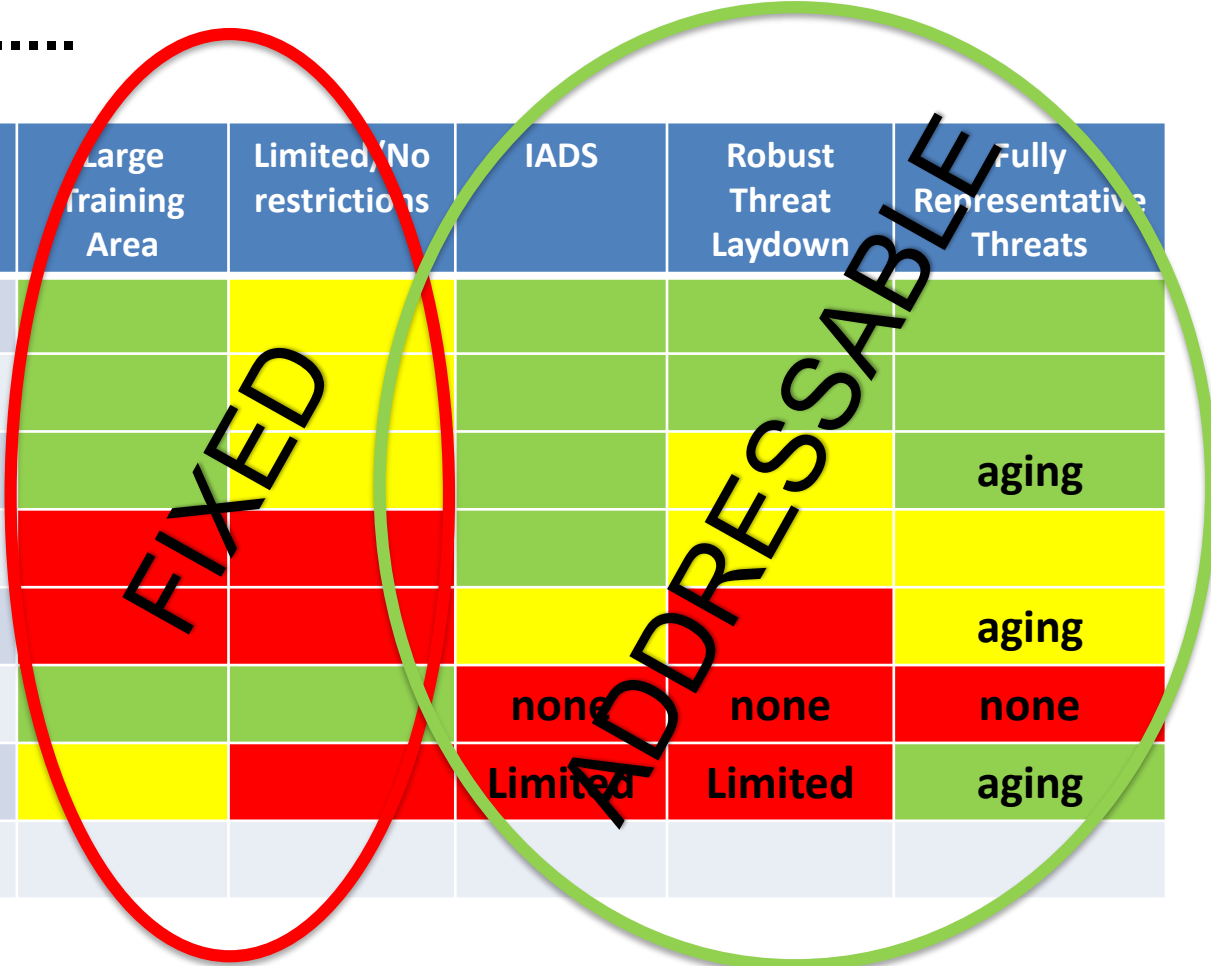 Large
Training
Area
Limited/No
restrictions
IADS
Robust
Threat
Laydown
Fully
Representative
Threats
FIXED
ADDRESSABLE
aging
aging
none
none
none
Limited
Limited
aging